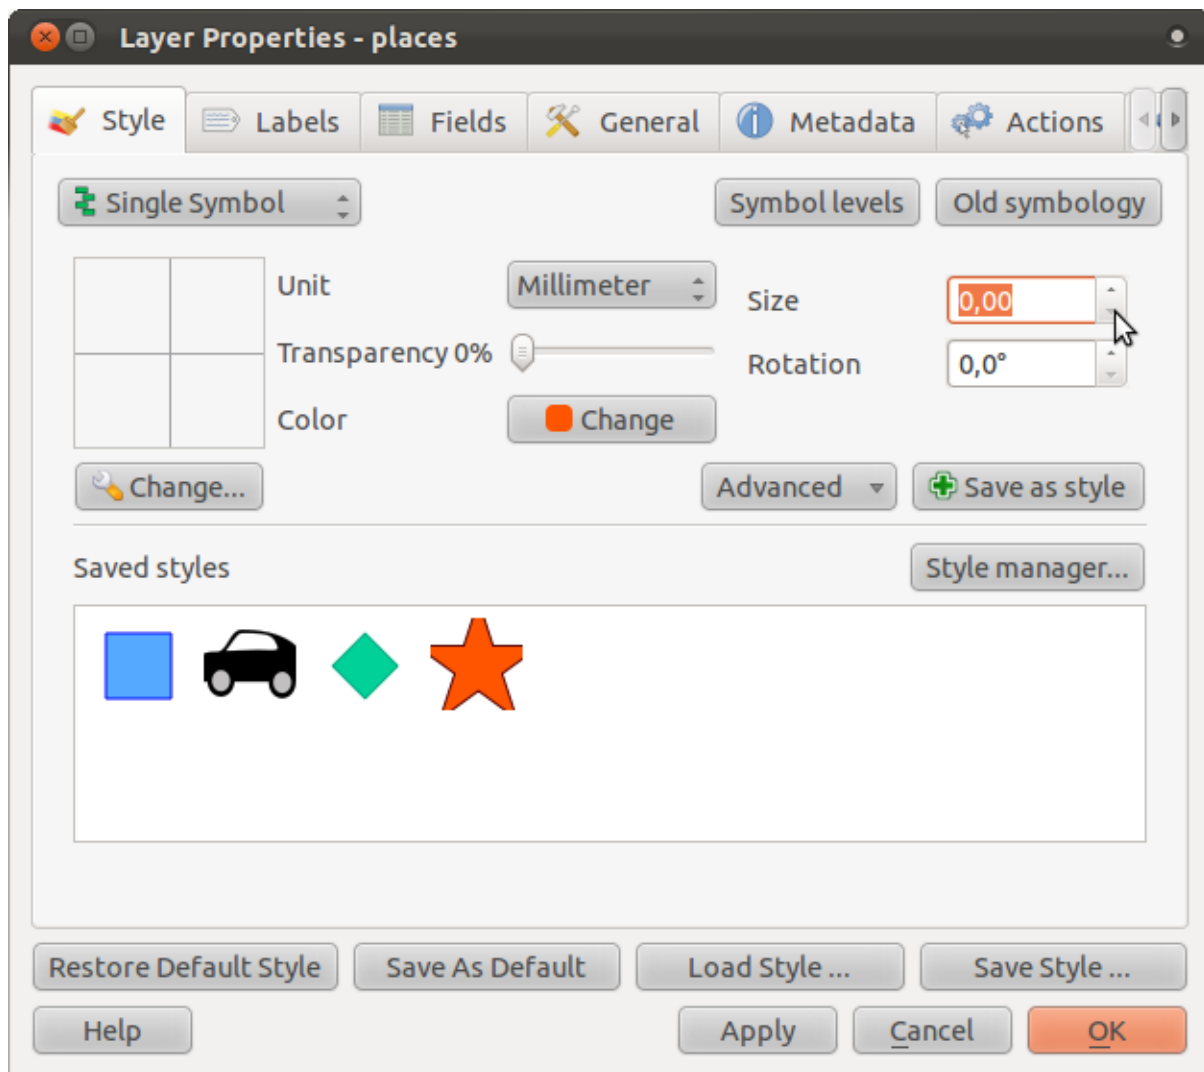 Layer Properties - places
Style Labels Fields General Metadata Actions
Single Symbol Symbol levels Old symbology
Unit Millimeter Size 0,00
Transparency 0% Rotation 0,0°
Color Change
Change... Advanced Save as style
Saved styles Style manager...
Restore Default Style Save As Default Load Style ... Save Style ...
Help Apply Cancel OK